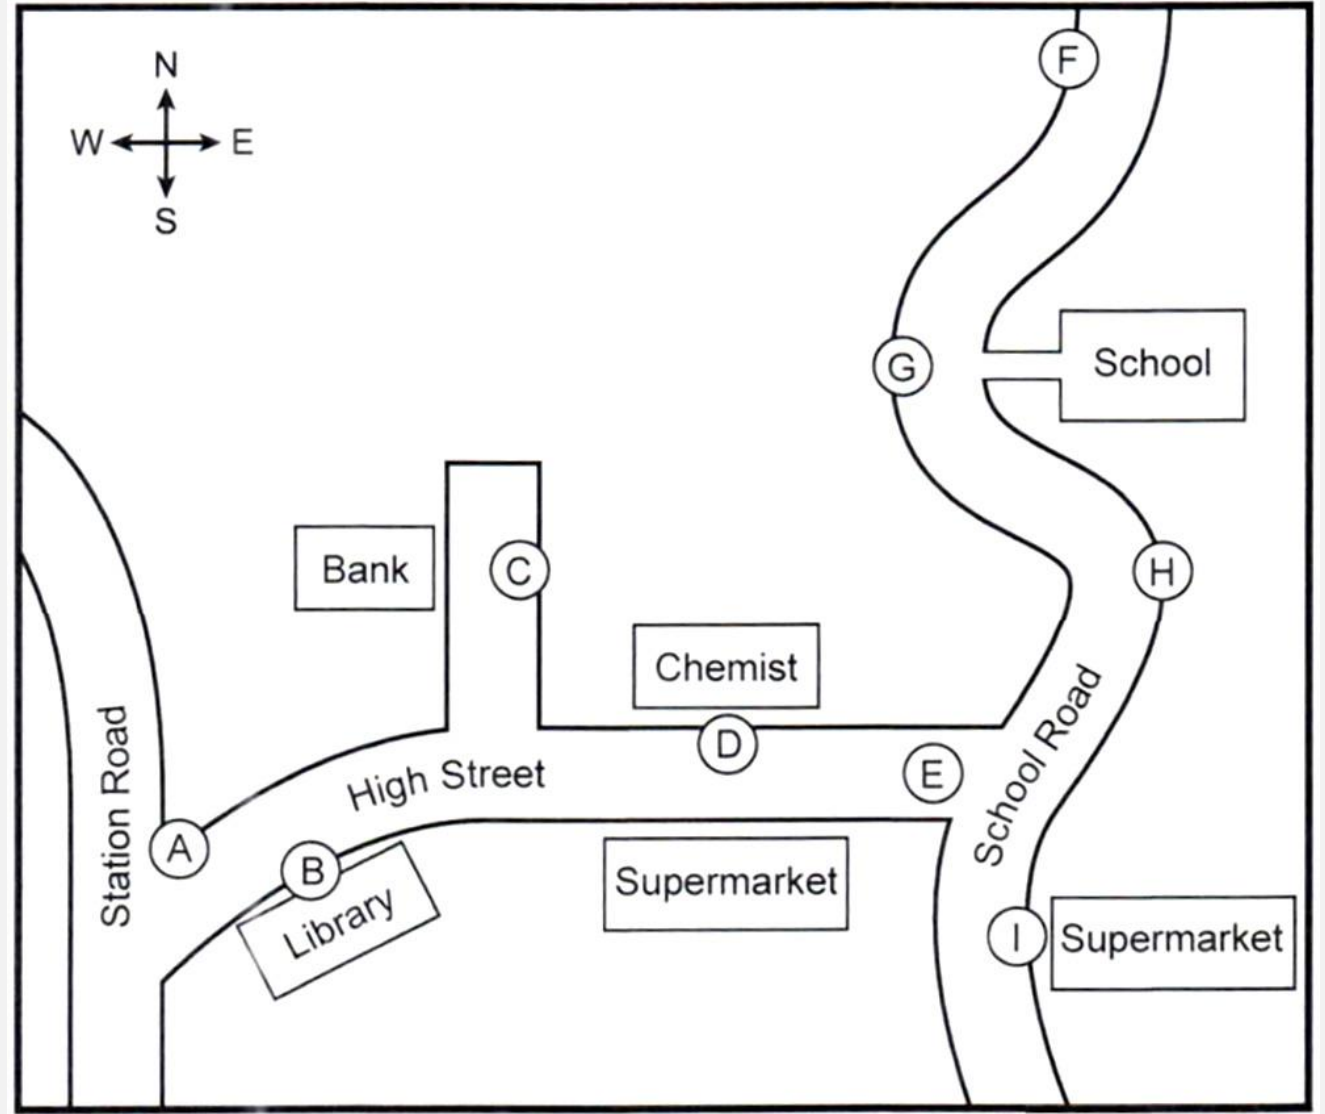 F
N
W E
S
School
G
Bank
C
H
Chemist
D
High Street
E
School Road
Station Road
A
B
Library
Supermarket
I
Supermarket